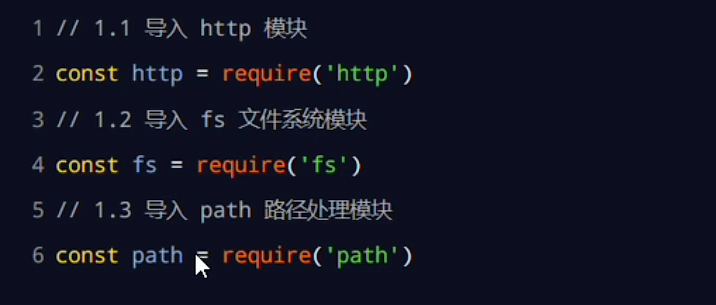 1 // 1.1 导入 http 模块
2 const http = require('http')
3 // 1.2 导入 fs 文件系统模块
4 const fs = require('fs')
5 // 1.3 导入 path 路径处理模块
6 const path = require('path')